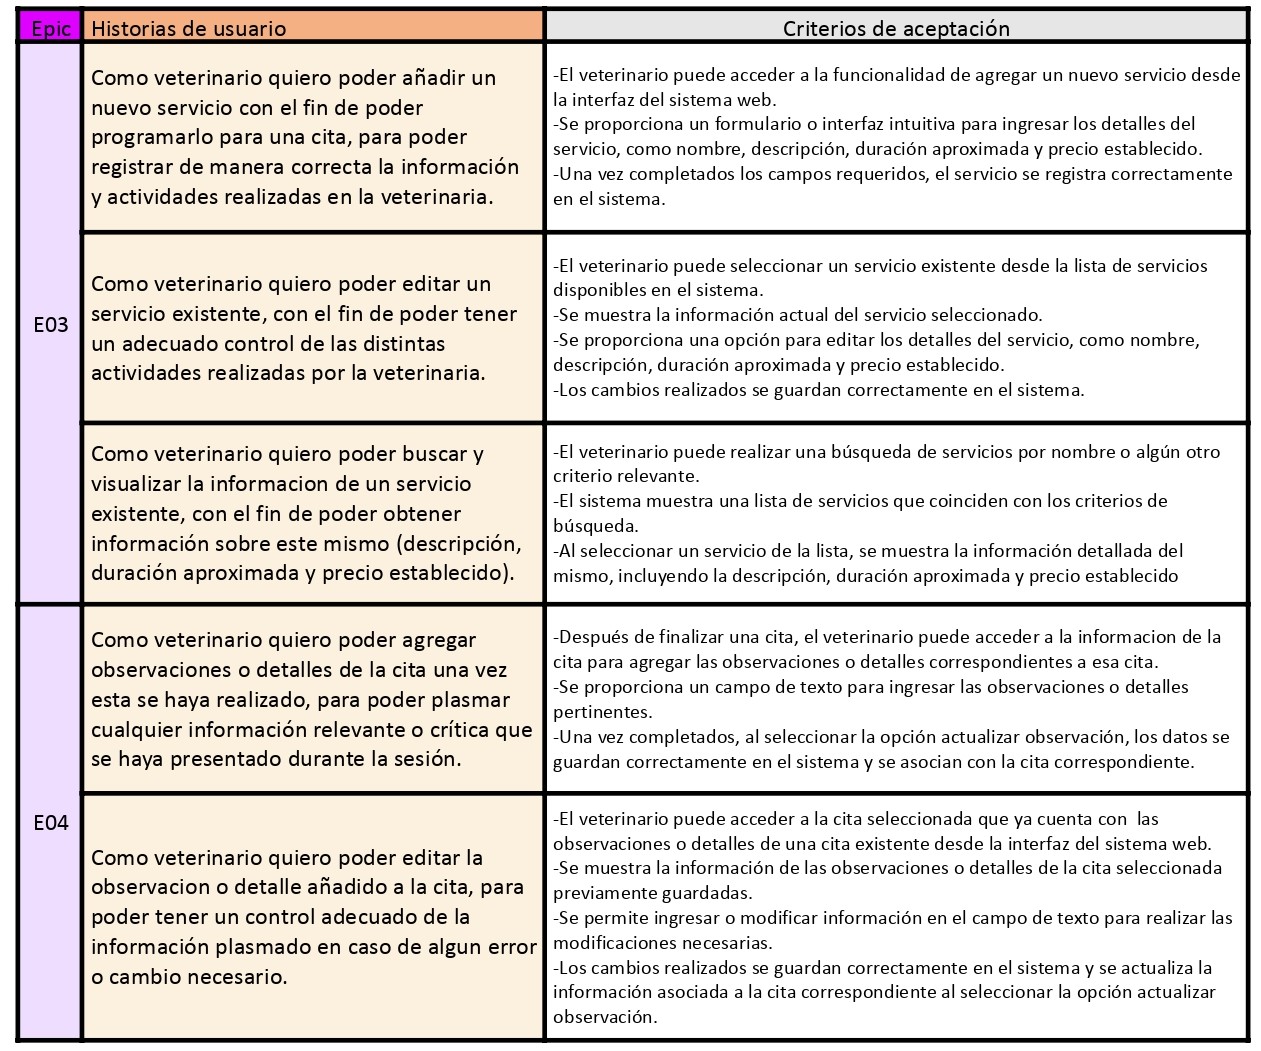 Epic
Historias de usuario
Criterios de aceptación
E03
Como veterinario quiero poder añadir un
nuevo servicio con el fin de poder
programarlo para una cita, para poder
registrar de manera correcta la información
y actividades realizadas en la veterinaria.
-El veterinario puede acceder a la funcionalidad de agregar un nuevo servicio desde
la interfaz del sistema web.
-Se proporciona un formulario o interfaz intuitiva para ingresar los detalles del
servicio, como nombre, descripción, duración aproximada y precio establecido.
-Una vez completados los campos requeridos, el servicio se registra correctamente
en el sistema.
Como veterinario quiero poder editar un
servicio existente, con el fin de poder tener
un adecuado control de las distintas
actividades realizadas por la veterinaria.
-El veterinario puede seleccionar un servicio existente desde la lista de servicios
disponibles en el sistema.
-Se muestra la información actual del servicio seleccionado.
-Se proporciona una opción para editar los detalles del servicio, como nombre,
descripción, duración aproximada y precio establecido.
-Los cambios realizados se guardan correctamente en el sistema.
Como veterinario quiero poder buscar y
visualizar la informacion de un servicio
existente, con el fin de poder obtener
información sobre este mismo (descripción,
duración aproximada y precio establecido).
-El veterinario puede realizar una búsqueda de servicios por nombre o algún otro
criterio relevante.
-El sistema muestra una lista de servicios que coinciden con los criterios de
búsqueda.
-Al seleccionar un servicio de la lista, se muestra la información detallada del
mismo, incluyendo la descripción, duración aproximada y precio establecido
E04
Como veterinario quiero poder agregar
observaciones o detalles de la cita una vez
esta se haya realizado, para poder plasmar
cualquier información relevante o crítica que
se haya presentado durante la sesión.
-Después de finalizar una cita, el veterinario puede acceder a la informacion de la
cita para agregar las observaciones o detalles correspondientes a esa cita.
-Se proporciona un campo de texto para ingresar las observaciones o detalles
pertinentes.
-Una vez completados, al seleccionar la opción actualizar observación, los datos se
guardan correctamente en el sistema y se asocian con la cita correspondiente.
Como veterinario quiero poder editar la
observacion o detalle añadido a la cita, para
poder tener un control adecuado de la
información plasmado en caso de algun error
o cambio necesario.
-El veterinario puede acceder a la cita seleccionada que ya cuenta con  las
observaciones o detalles de una cita existente desde la interfaz del sistema web.
-Se muestra la información de las observaciones o detalles de la cita seleccionada
previamente guardadas.
-Se permite ingresar o modificar información en el campo de texto para realizar las
modificaciones necesarias.
-Los cambios realizados se guardan correctamente en el sistema y se actualiza la
información asociada a la cita correspondiente al seleccionar la opción actualizar
observación.